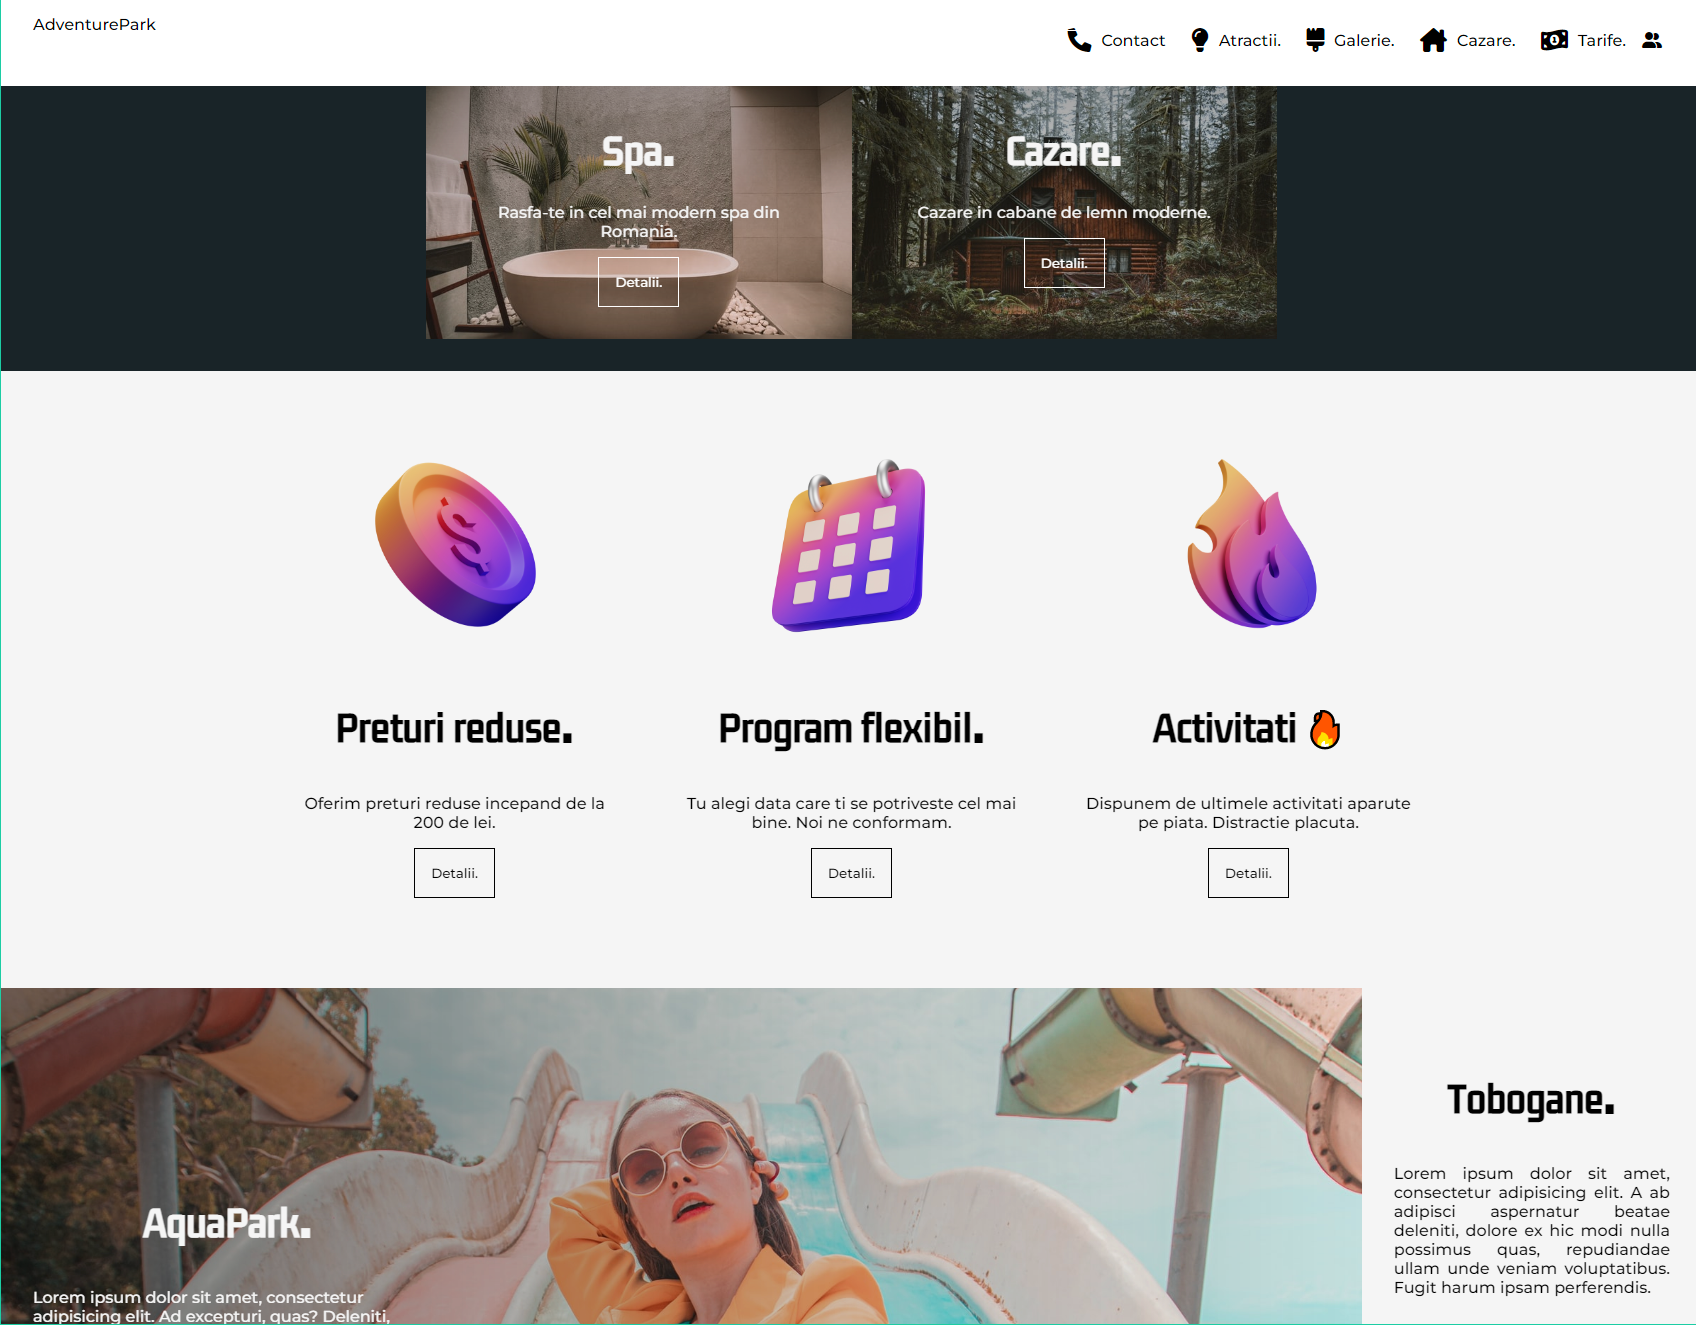 AdventurePark
Contact
Atractii.
Galerie.
Cazare.
Tarife.
Spa.
Rasfa-te in cel mai modern spa din
Romania.
Detalii.
Cazare.
Cazare in cabane de lemn moderne.
Detalii.
Preturi reduse.
Oferim preturi reduse incepand de la
200 de lei.
Detalii.
Program flexibil.
Tu alegi data care ti se potriveste cel mai
bine. Noi ne conformam.
Detalii.
Activitati 🔥
Dispunem de ultimele activitati aparute
pe piata. Distractie placuta.
Detalii.
AquaPark.
Lorem ipsum dolor sit amet, consectetur
adipisicing elit. Ad excepturi, quas? Deleniti,
Tobogane.
Lorem ipsum dolor sit amet,
consectetur adipisicing elit. A ab
adipisci aspernatur beatae
deleniti, dolore ex hic modi nulla
possimus quas, repudiandae
ullam unde veniam voluptatibus.
Fugit harum ipsam perferendis.